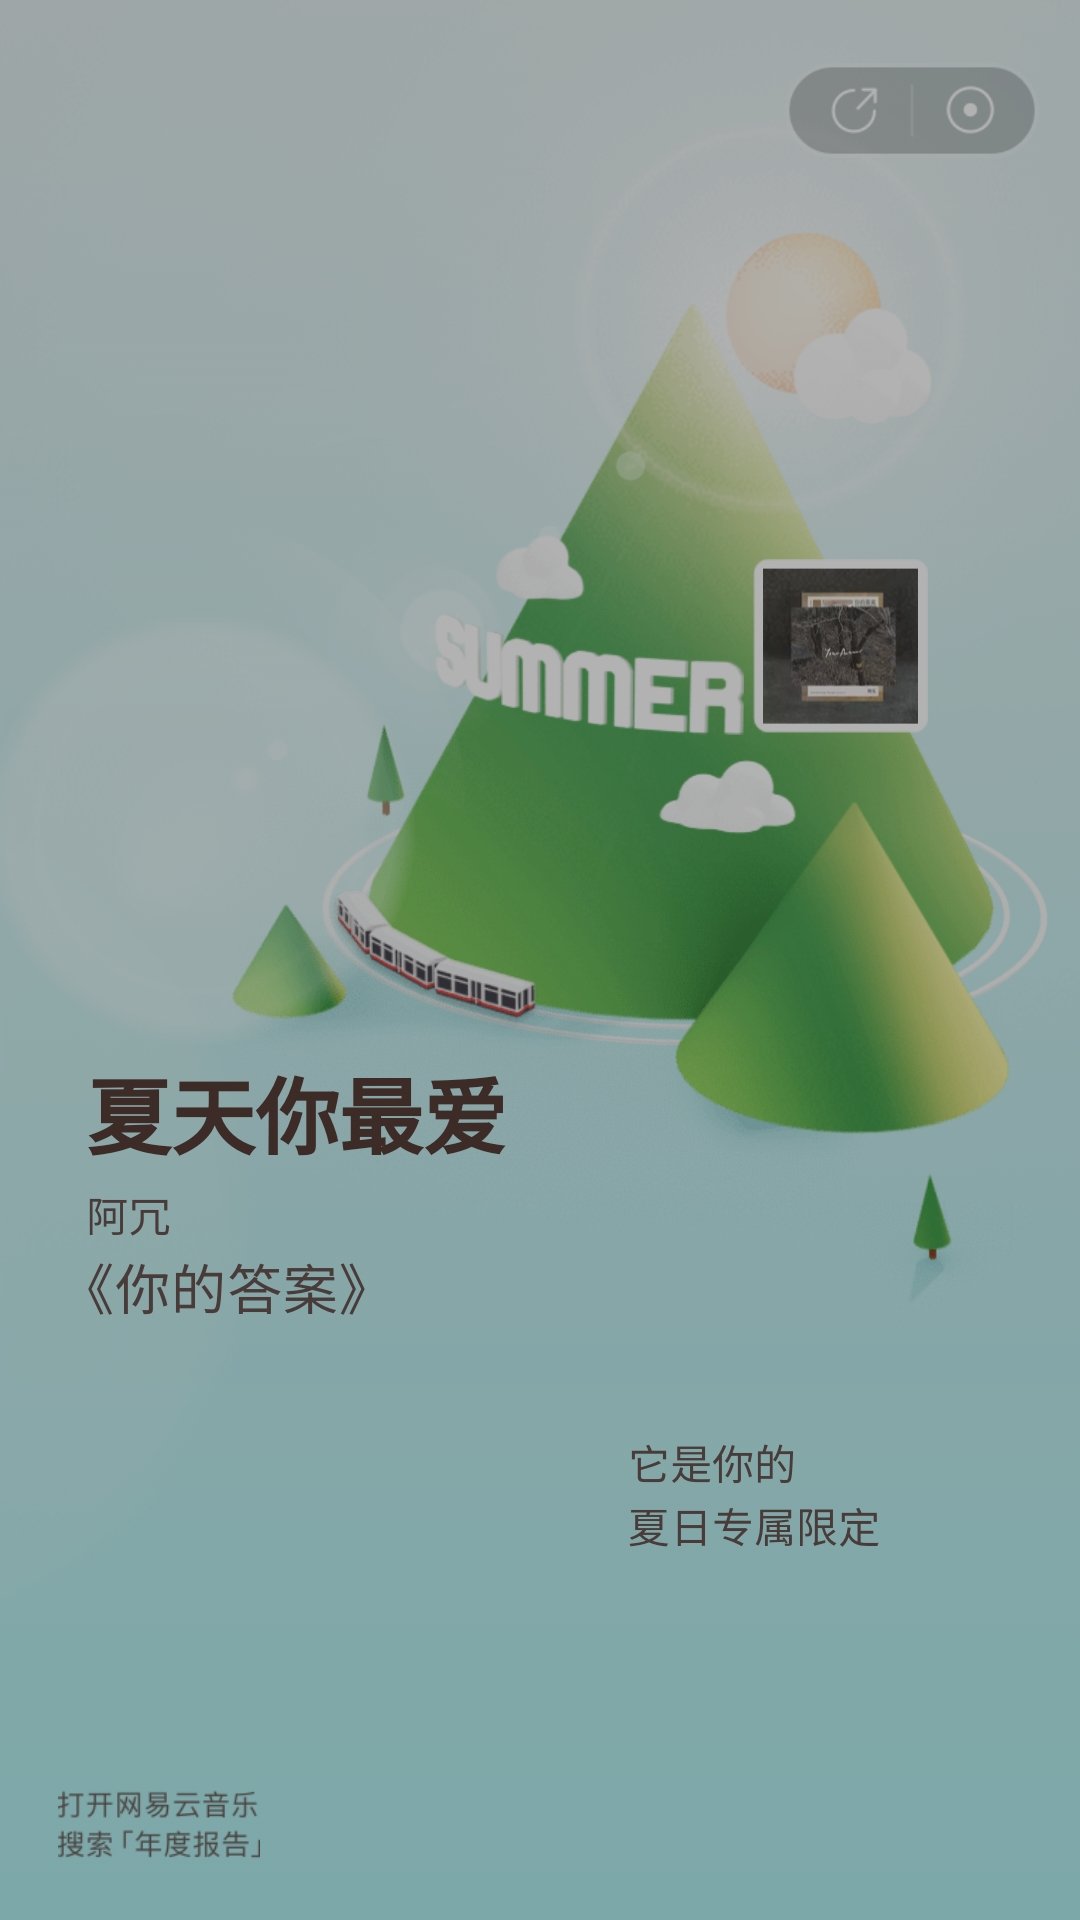 SUMMER
夏天你最爱
阿冗
《你的答案》
它是你的
夏日专属限定
打开网易云音乐
搜索「年度报告」